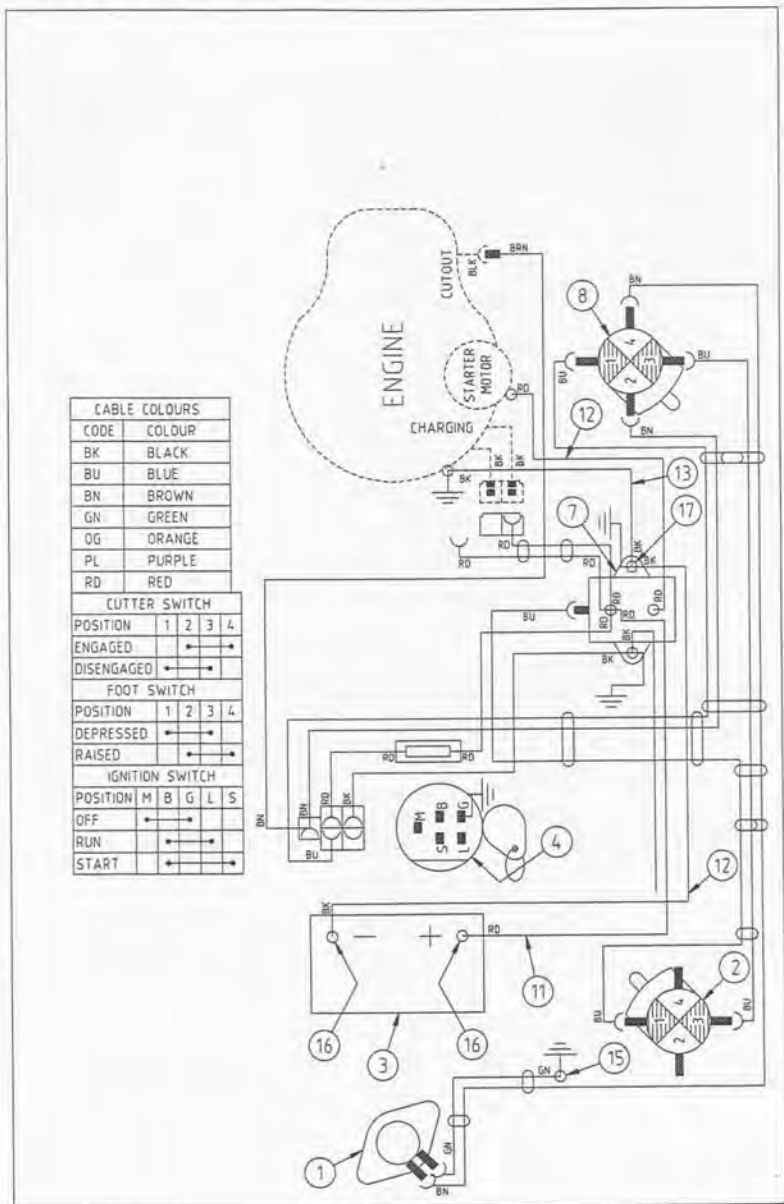 CABLE COLOURS
CODE COLOUR
BK BLACK
BU BLUE
BN BROWN
GN GREEN
OG ORANGE
PL PURPLE
RD RED
CUTTER SWITCH
POSITION 1 2 3 4
ENGAGED
DISENGAGED
FOOT SWITCH
POSITION 1 2 3 4
DEPRESSED
RAISED
IGNITION SWITCH
POSITION M B G L S
OFF
RUN
START
ENGINE
CUTOUT
BLK
BRN
STARTER
MOTOR
RD
CHARGING
BK
BK
BK
8
BN
4
1
3
2
BU
BU
BN
12
13
7
17
BK
BK
RD
RD
RD
RD
RD
RD
BU
BK
BK
RD
RD
BN
BN
RD
BK
BU
M
B
G
S
L
4
12
BK
-
+
RD
11
16
16
3
2
4
1
3
2
BU
BU
15
GN
GN
BN
1